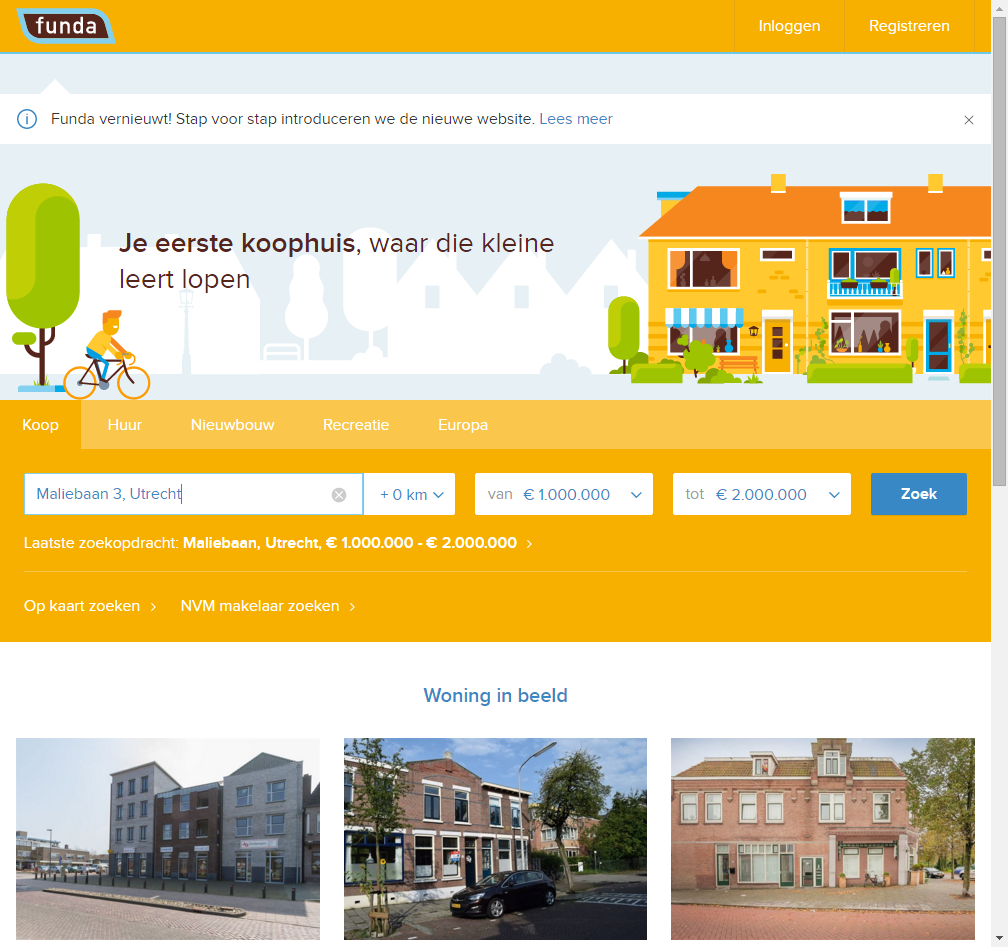 funda
Inloggen
Registreren
Funda vernieuwt! Stap voor stap introduceren we de nieuwe website. Lees meer
Je eerste koophuis, waar die kleine
leert lopen
Koop
Huur
Nieuwbouw
Recreatie
Europa
Maliebaan 3, Utrecht
+ 0 km
van € 1.000.000
tot € 2.000.000
Zoek
Laatste zoekopdracht: Maliebaan, Utrecht, € 1.000.000 - € 2.000.000
Op kaart zoeken
NVM makelaar zoeken
Woning in beeld